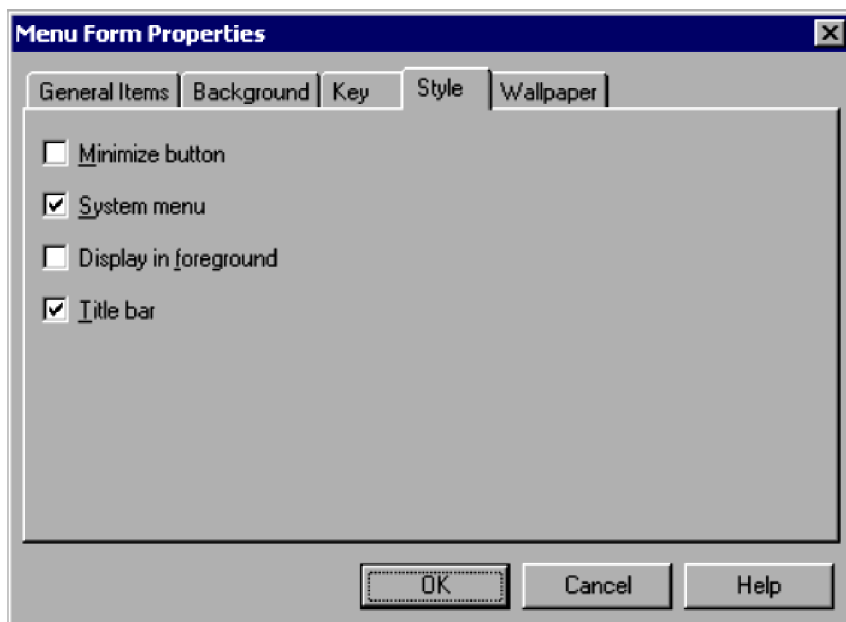 Menu Form Properties
General Items Background Key Style Wallpaper
Minimize button
System menu
Display in foreground
Title bar
OK Cancel Help